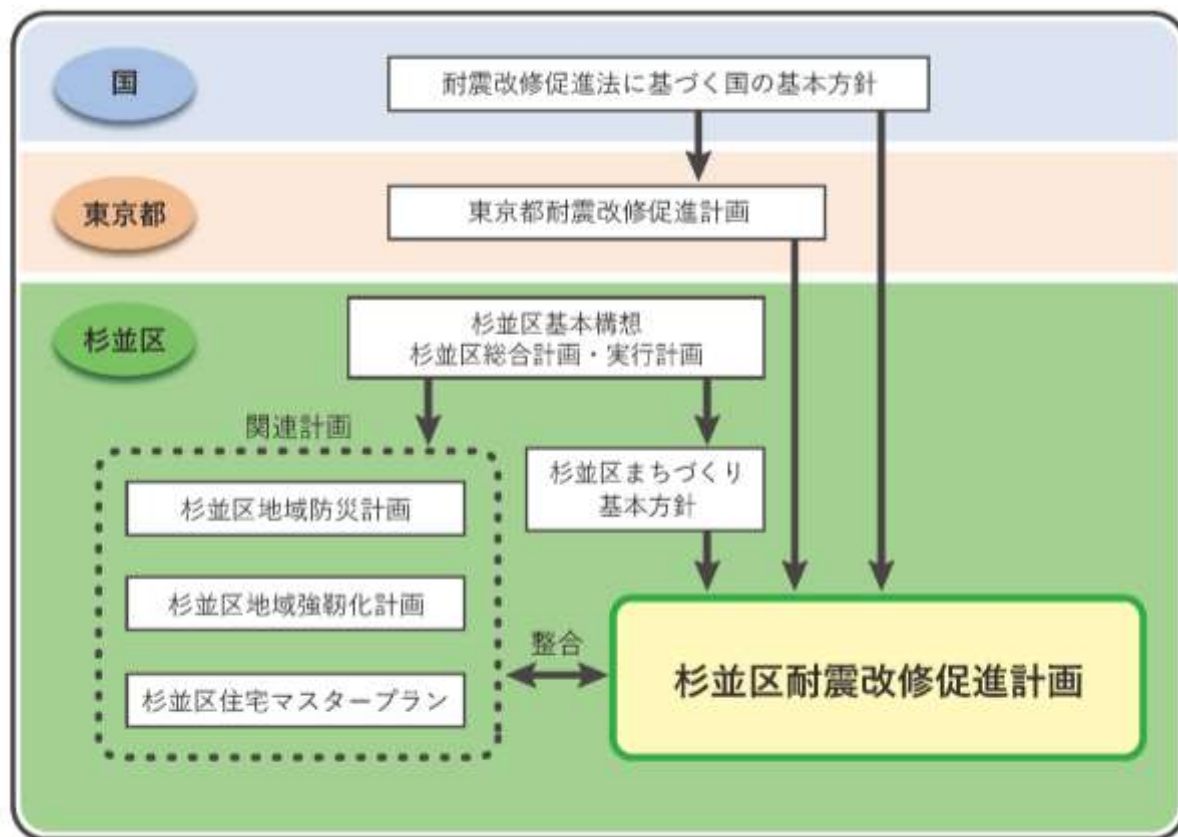 国
耐震改修促進法に基づく国の基本方針
東京都
東京都耐震改修促進計画
杉並区
杉並区基本構想
杉並区総合計画・実行計画
関連計画
杉並区まちづくり
基本方針
杉並区地域防災計画
杉並区地域強靭化計画
杉並区住宅マスタープラン
整合
杉並区耐震改修促進計画